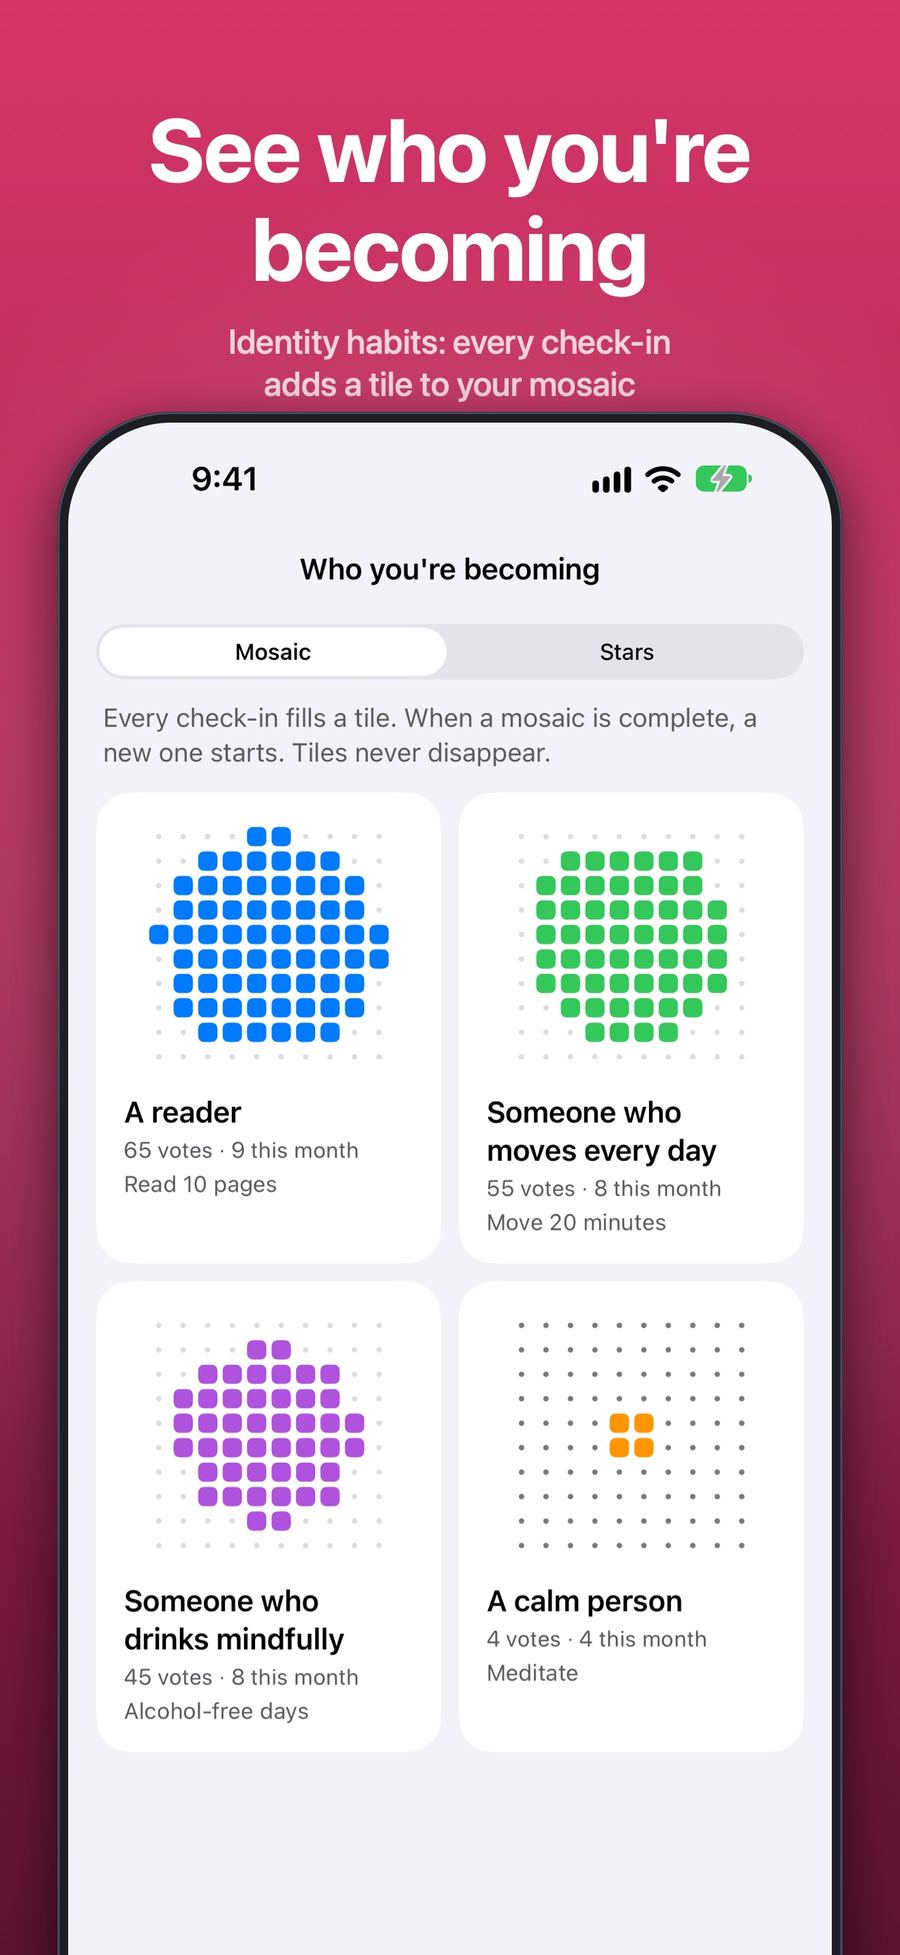 See who you're
becoming
Identity habits: every check-in
adds a tile to your mosaic
9:41
Who you're becoming
Mosaic
Stars
Every check-in fills a tile. When a mosaic is complete, a
new one starts. Tiles never disappear.
A reader
65 votes · 9 this month
Read 10 pages
Someone who
moves every day
55 votes · 8 this month
Move 20 minutes
Someone who
drinks mindfully
45 votes · 8 this month
Alcohol-free days
A calm person
4 votes · 4 this month
Meditate